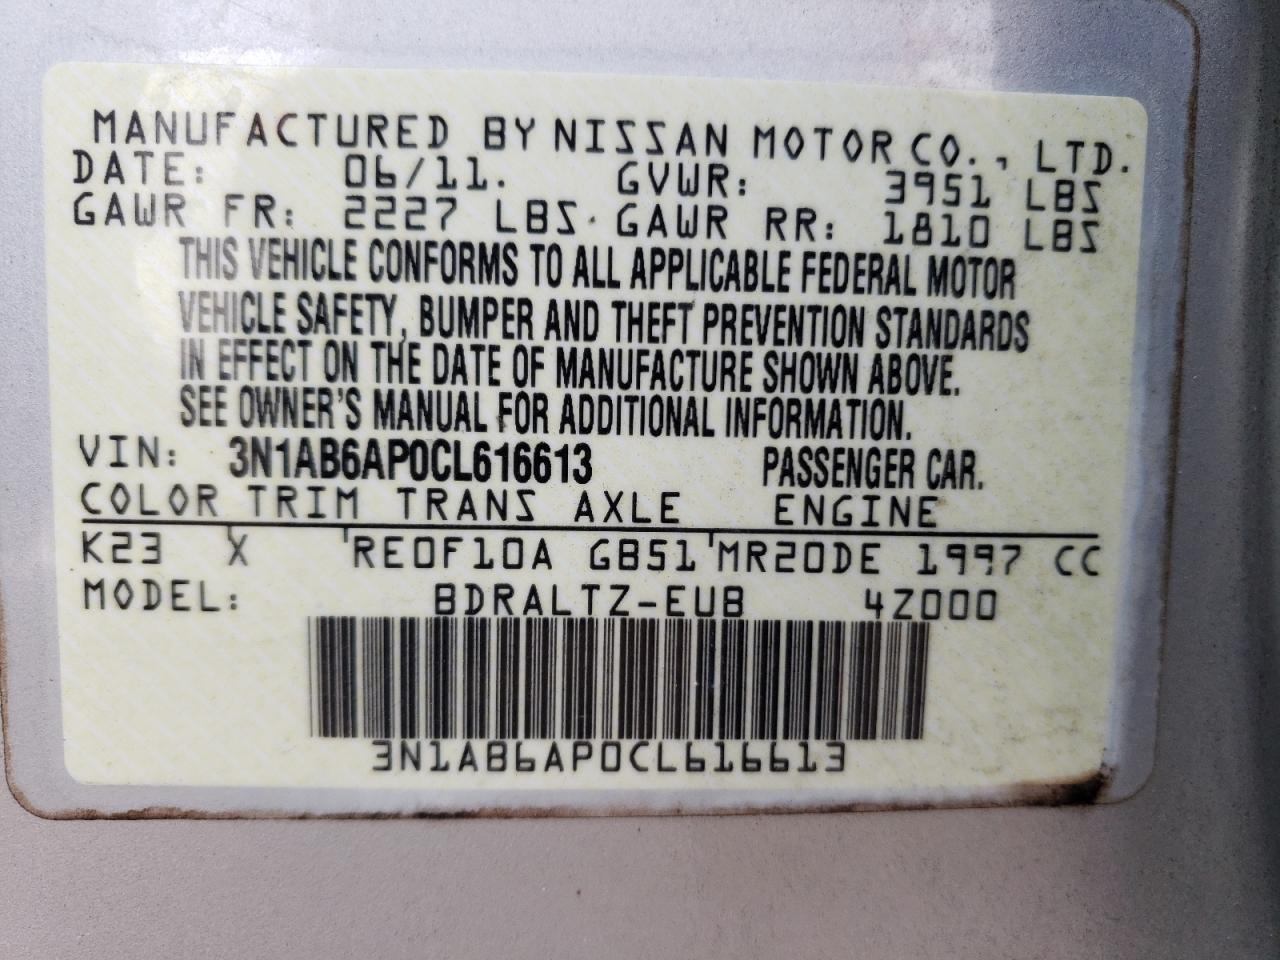 MANUFACTURED BY NISSAN MOTOR CO., LTD.
DATE: 06/11. GVWR: 3951 LBS
GAWR FR: 2227 LBS. GAWR RR: 1810 LBS
THIS VEHICLE CONFORMS TO ALL APPLICABLE FEDERAL MOTOR
VEHICLE SAFETY, BUMPER AND THEFT PREVENTION STANDARDS
IN EFFECT ON THE DATE OF MANUFACTURE SHOWN ABOVE.
SEE OWNER'S MANUAL FOR ADDITIONAL INFORMATION.
VIN: 3N1AB6AP0CL616613 PASSENGER CAR.
COLOR TRIM TRANS AXLE ENGINE
K23 X RE0F10A GB51 MR20DE 1997 CC
MODEL: BDRALTZ-EUB 4Z000
3N1AB6AP0CL616613